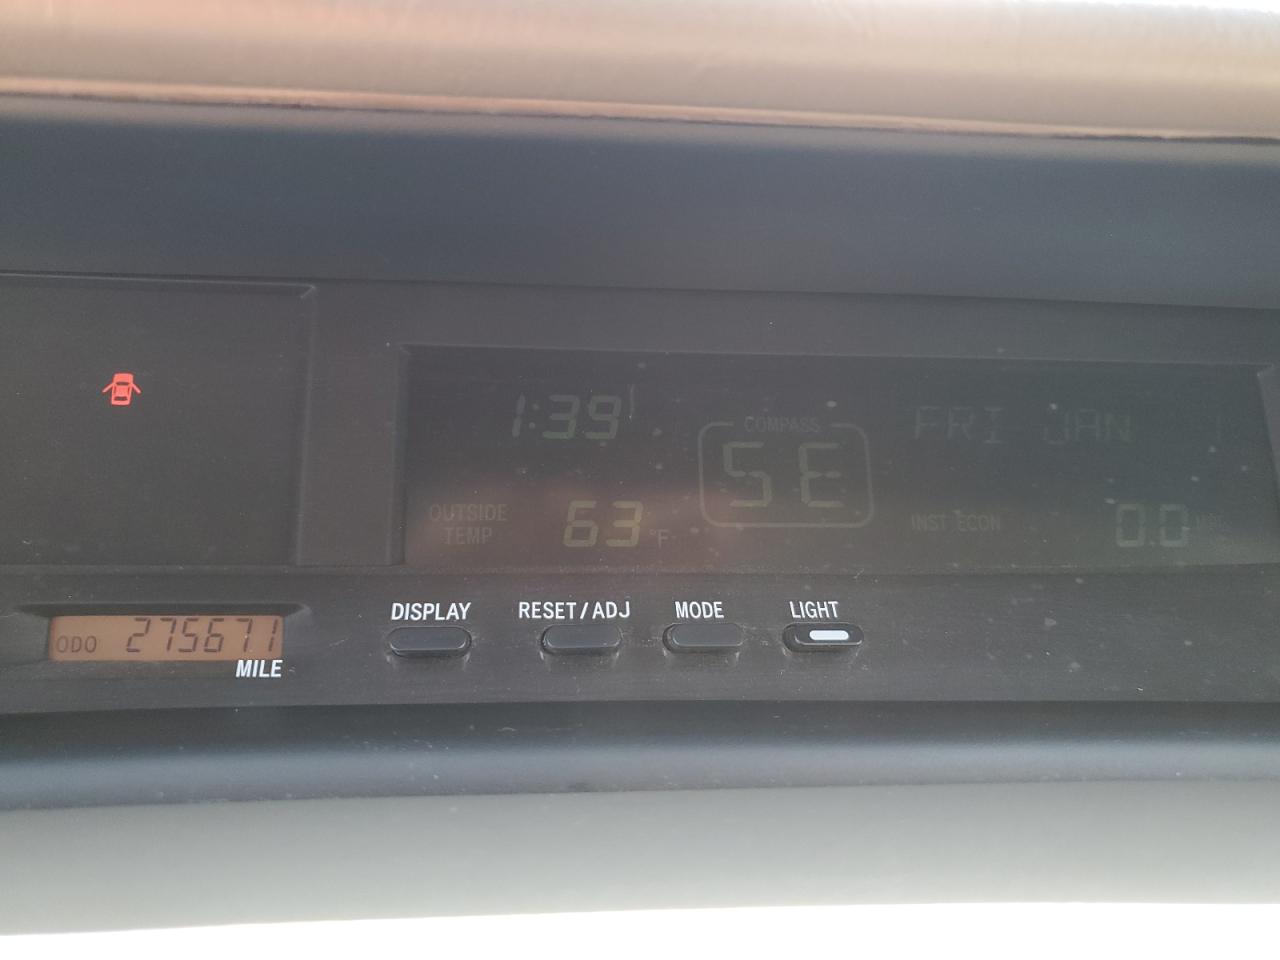 1:39
FRI JAN 1
COMPASS
SE
OUTSIDE
TEMP
63 °F
INST ECON 0.0
ODO 275671
MILE
DISPLAY
RESET/ADJ
MODE
LIGHT